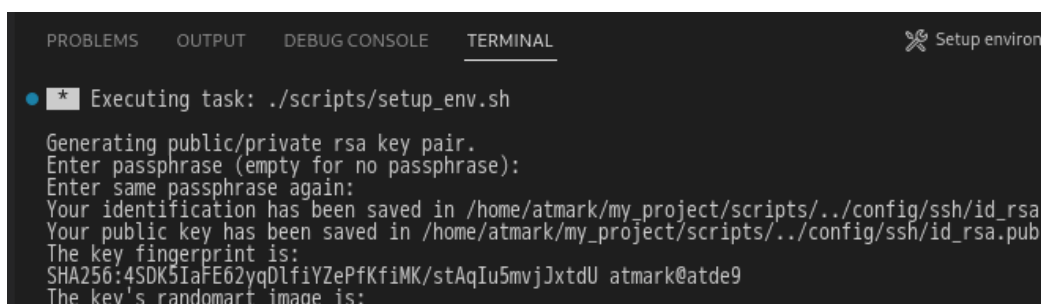 PROBLEMS OUTPUT DEBUG CONSOLE TERMINAL Setup environ
* Executing task: ./scripts/setup_env.sh
Generating public/private rsa key pair.
Enter passphrase (empty for no passphrase):
Enter same passphrase again:
Your identification has been saved in /home/atmark/my_project/scripts/../config/ssh/id_rsa
Your public key has been saved in /home/atmark/my_project/scripts/../config/ssh/id_rsa.pub
The key fingerprint is:
SHA256:4SDK5IaFE62yqDlfiYZePfKfiMK/stAqIu5mvjJxtdU atmark@atde9
The key's randomart image is: